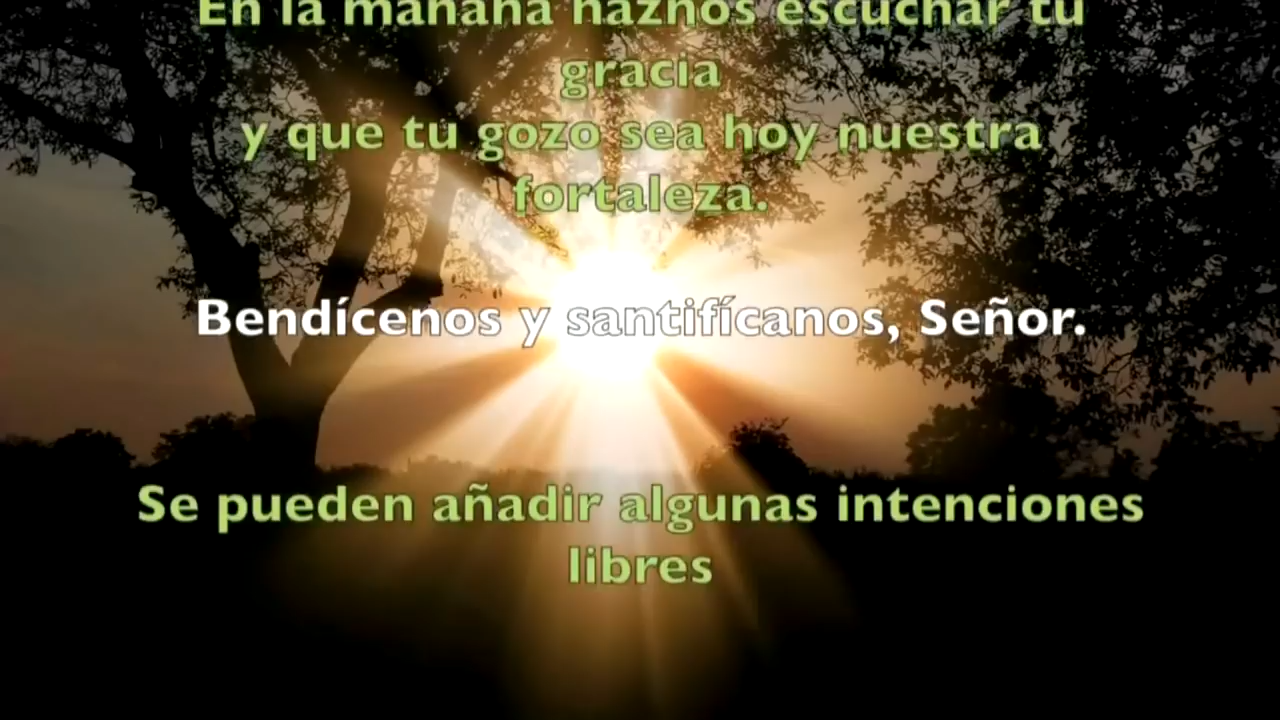 En la mañana haznos escuchar tu
gracia
y que tu gozo sea hoy nuestra
fortaleza.
Bendícenos y santifícanos, Señor.
Se pueden añadir algunas intenciones
libres